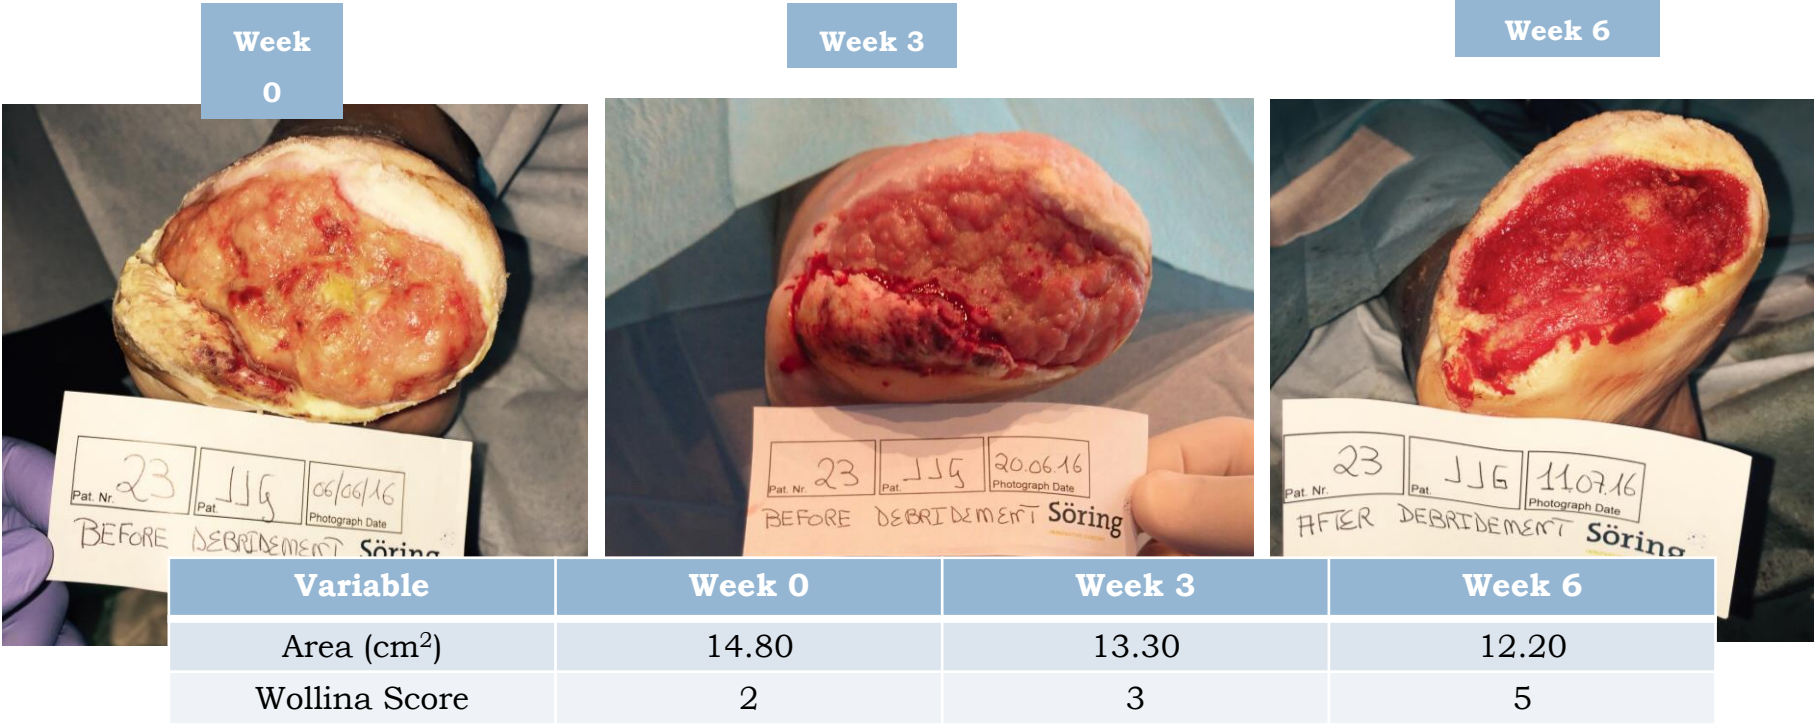 Week
0
Week 3
Week 6
23
JJG
06/06/16
Pat. Nr.
Pat.
Photograph Date
BEFORE DEBRIDEMENT Söring
23
JJG
20.06.16
Pat. Nr.
Pat.
Photograph Date
BEFORE DEBRIDEMENT Söring
23
JJG
11.07.16
Pat. Nr.
Pat.
Photograph Date
AFTER DEBRIDEMENT Söring
Variable Week 0 Week 3 Week 6
Area (cm²) 14.80 13.30 12.20
Wollina Score 2 3 5